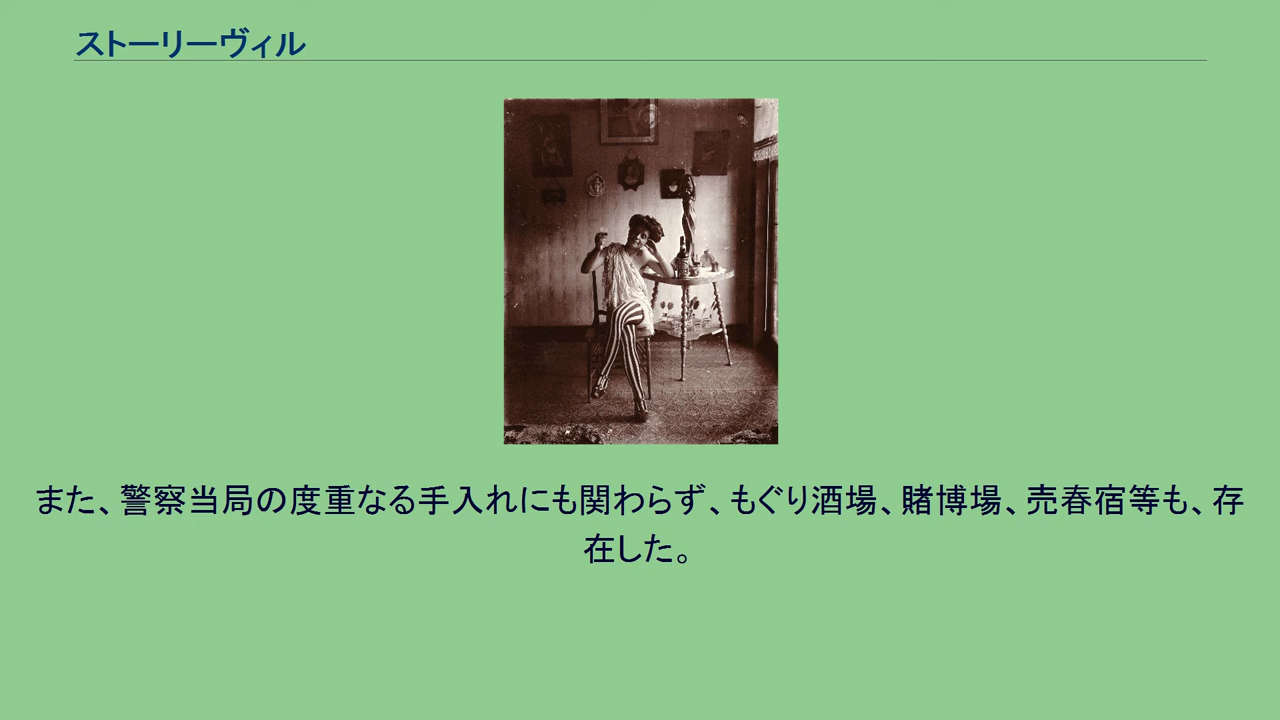 ストーリーヴィル
また、警察当局の度重なる手入れにも関わらず、もぐり酒場、賭博場、売春宿等も、存
在した。